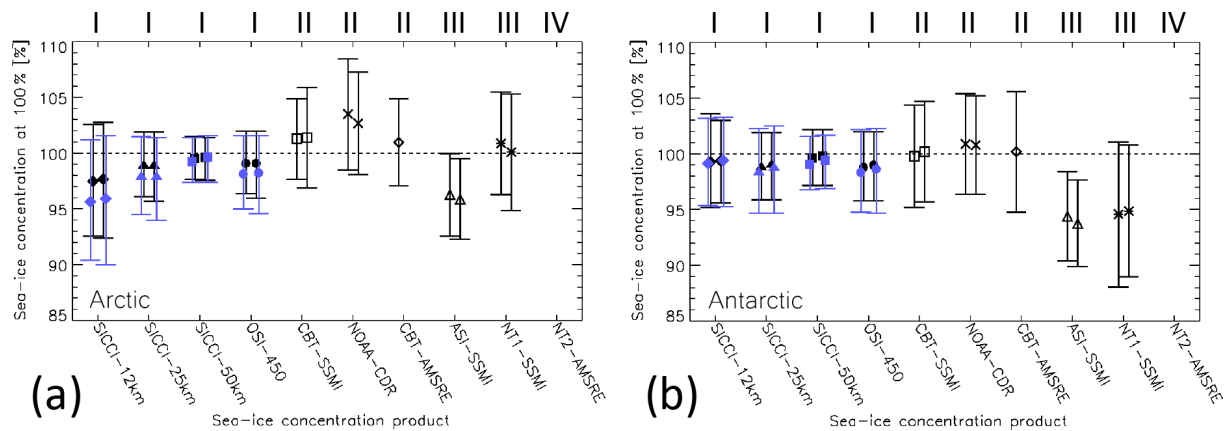 I I I I II II II III III IV
110
105
100
95
90
85
Sea-ice concentration at 100% [%]
Arctic
SICCI-12km
SICCI-25km
SICCI-50km
OSI-450
CBT-SSMI
NOAA-CDR
CBT-AMSRE
ASI-SSMI
NT1-SSMI
NT2-AMSRE
(a)
Sea-ice concentration product
I I I I II II II III III IV
110
105
100
95
90
85
Sea-ice concentration at 100% [%]
Antarctic
SICCI-12km
SICCI-25km
SICCI-50km
OSI-450
CBT-SSMI
NOAA-CDR
CBT-AMSRE
ASI-SSMI
NT1-SSMI
NT2-AMSRE
(b)
Sea-ice concentration product